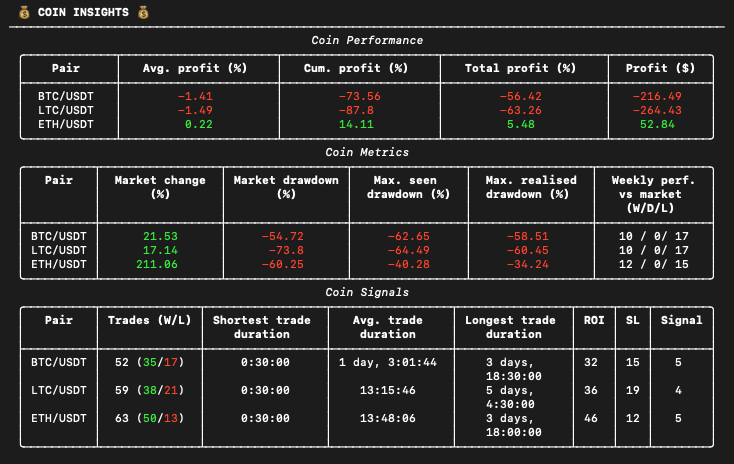 💰 COIN INSIGHTS 💰
Coin Performance
Pair Avg. profit (%) Cum. profit (%) Total profit (%) Profit ($)
BTC/USDT -1.41 -73.56 -56.42 -216.49
LTC/USDT -1.49 -87.8 -63.26 -264.43
ETH/USDT 0.22 14.11 5.48 52.84
Coin Metrics
Pair Market change Market drawdown Max. seen Max. realised Weekly perf.
(%) (%) drawdown (%) drawdown (%) vs market
(W/D/L)
BTC/USDT 21.53 -54.72 -62.65 -58.51 10 / 0/ 17
LTC/USDT 17.14 -73.8 -64.49 -60.45 10 / 0/ 17
ETH/USDT 211.06 -60.25 -40.28 -34.24 12 / 0/ 15
Coin Signals
Pair Trades (W/L) Shortest trade Avg. trade Longest trade ROI SL Signal
duration duration duration
BTC/USDT 52 (35/17) 0:30:00 1 day, 3:01:44 3 days, 32 15 5
18:30:00
LTC/USDT 59 (38/21) 0:30:00 13:15:46 5 days, 36 19 4
4:30:00
ETH/USDT 63 (50/13) 0:30:00 13:48:06 3 days, 46 12 5
18:00:00